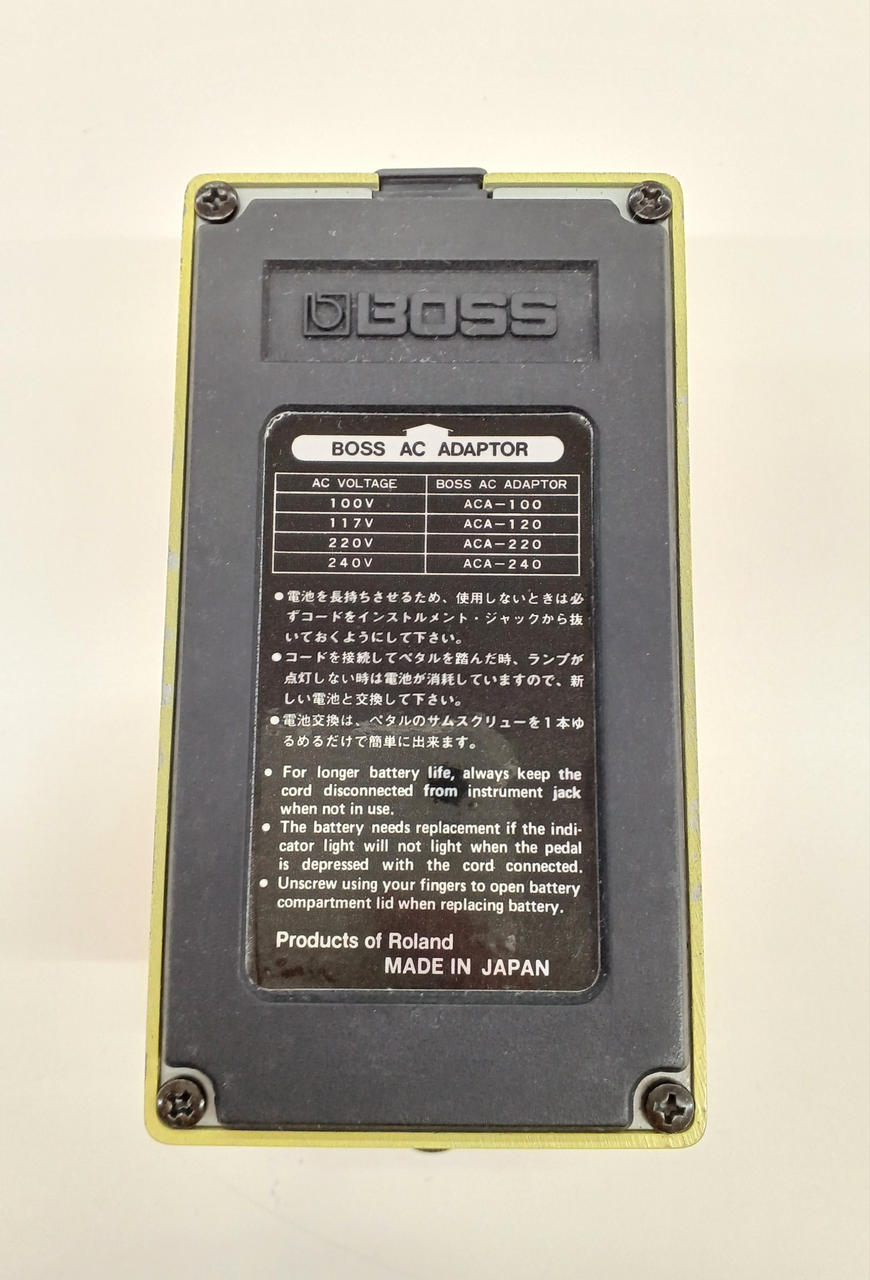 BOSS
BOSS AC ADAPTOR
AC VOLTAGE BOSS AC ADAPTOR
100V ACA-100
117V ACA-120
220V ACA-220
240V ACA-240
●電池を長持ちさせるため、使用しないときは必
ずコードをインストルメント・ジャックから抜
いておくようにして下さい。
●コードを接続してペタルを踏んだ時、ランプが
点灯しない時は電池が消耗していますので、新
しい電池と交換して下さい。
●電池交換は、ペタルのサムスクリューを1本ゆ
るめるだけで簡単に出来ます。
● For longer battery life, always keep the
cord disconnected from instrument jack
when not in use.
● The battery needs replacement if the indi-
cator light will not light when the pedal
is depressed with the cord connected.
● Unscrew using your fingers to open battery
compartment lid when replacing battery.
Products of Roland
MADE IN JAPAN